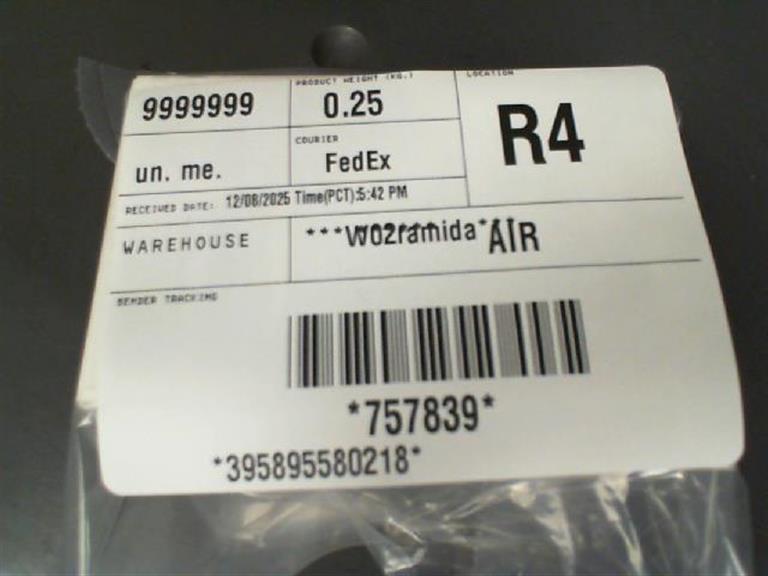 PRODUCT WEIGHT (KG.)
LOCATION
9999999
0.25
R4
COURIER
un. me.
FedEx
RECEIVED DATE: 12/08/2025 Time(PCT):5:42 PM
WAREHOUSE
***W02ramida***
AIR
SENDER TRACKING
*757839*
*395895580218*